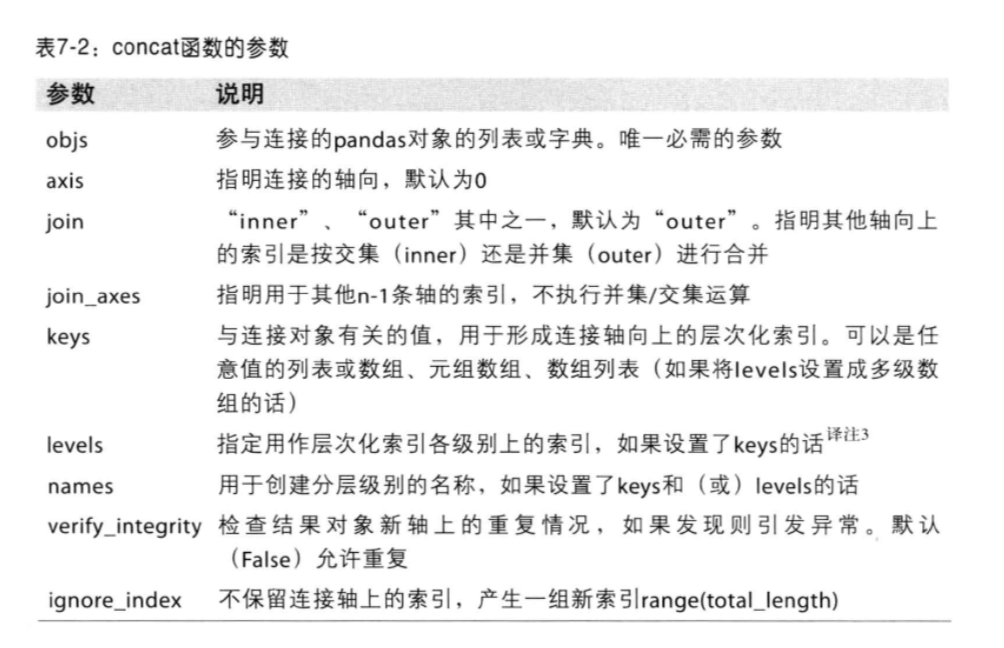 表7-2：concat函数的参数
参数 说明
objs 参与连接的pandas对象的列表或字典。唯一必需的参数
axis 指明连接的轴向，默认为0
join “inner”、“outer”其中之一，默认为“outer”。指明其他轴向上
的索引是按交集（inner）还是并集（outer）进行合并
join_axes 指明用于其他n-1条轴的索引，不执行并集/交集运算
keys 与连接对象有关的值，用于形成连接轴向上的层次化索引。可以是任
意值的列表或数组、元组数组、数组列表（如果将levels设置成多级数
组的话）
levels 指定用作层次化索引各级别上的索引，如果设置了keys的话译注3
names 用于创建分层级别的名称，如果设置了keys和（或）levels的话
verify_integrity 检查结果对象新轴上的重复情况，如果发现则引发异常。默认
（False）允许重复
ignore_index 不保留连接轴上的索引，产生一组新索引range(total_length)